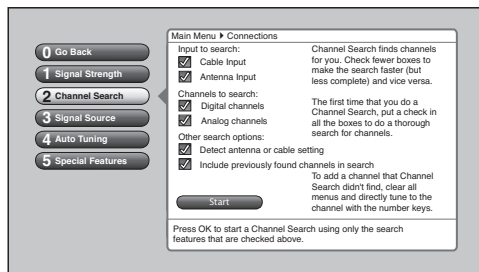 Main Menu ▶ Connections
0 Go Back
1 Signal Strength
2 Channel Search
3 Signal Source
4 Auto Tuning
5 Special Features
Input to search:
Cable Input
Antenna Input
Channels to search:
Digital channels
Analog channels
Other search options:
Detect antenna or cable setting
Include previously found channels in search
Start
Channel Search finds channels
for you. Check fewer boxes to
make the search faster (but
less complete) and vice versa.
The first time that you do a
Channel Search, put a check in
all the boxes to do a thorough
search for channels.
To add a channel that Channel
Search didn't find, clear all
menus and directly tune to the
channel with the number keys.
Press OK to start a Channel Search using only the search
features that are checked above.